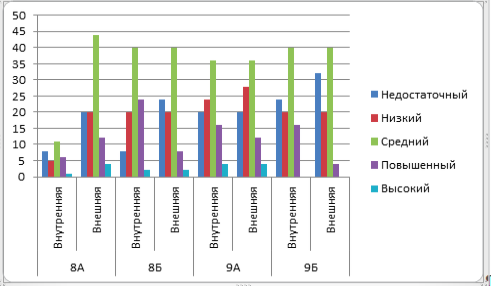 50
45
40
35
30
25
20
15
10
5
0
Внутренняя
Внешняя
Внутренняя
Внешняя
Внутренняя
Внешняя
Внутренняя
Внешняя
8А
8Б
9А
9Б
Недостаточный
Низкий
Средний
Повышенный
Высокий